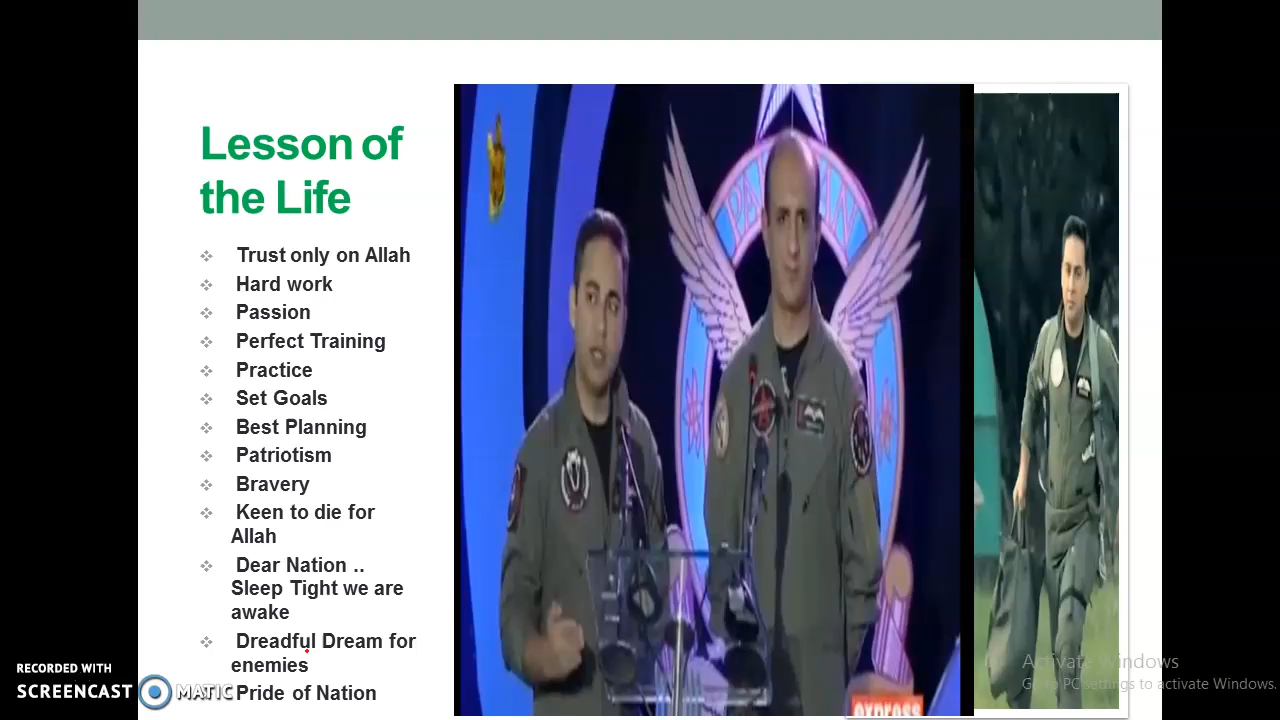 Lesson of
the Life
Trust only on Allah
Hard work
Passion
Perfect Training
Practice
Set Goals
Best Planning
Patriotism
Bravery
Keen to die for
Allah
Dear Nation ..
Sleep Tight we are
awake
Dreadful Dream for
enemies
Pride of Nation
express
Activate Windows
Go to PC settings to activate Windows.
RECORDED WITH
SCREENCAST MATIC